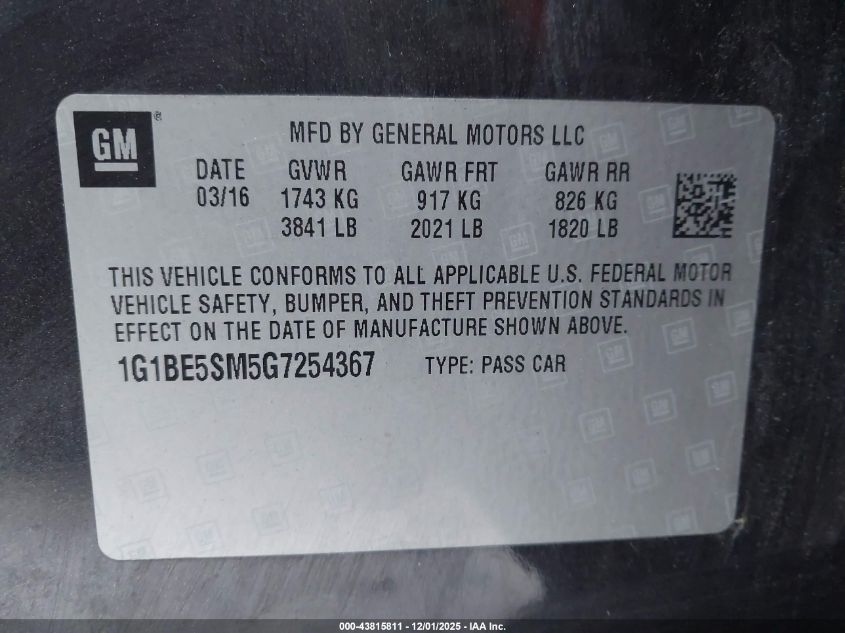 GM
MFD BY GENERAL MOTORS LLC
DATE GVWR GAWR FRT GAWR RR
03/16 1743 KG 917 KG 826 KG
3841 LB 2021 LB 1820 LB
THIS VEHICLE CONFORMS TO ALL APPLICABLE U.S. FEDERAL MOTOR
VEHICLE SAFETY, BUMPER, AND THEFT PREVENTION STANDARDS IN
EFFECT ON THE DATE OF MANUFACTURE SHOWN ABOVE.
1G1BE5SM5G7254367 TYPE: PASS CAR
000-43815811 - 12/01/2025 - IAA Inc.